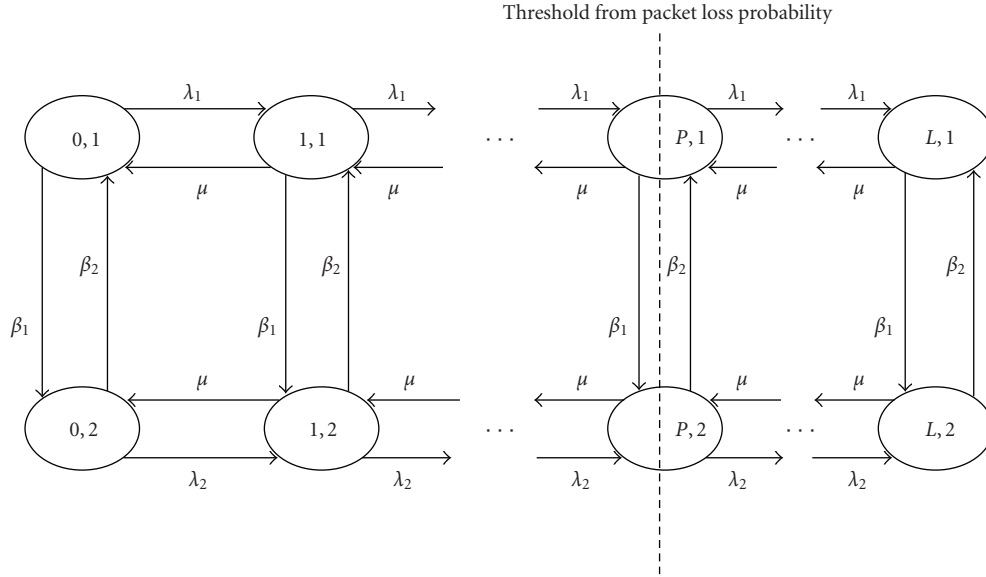 Threshold from packet loss probability
λ1 λ1 λ1 λ1 λ1
0, 1 1, 1 · · · P, 1 · · · L, 1
μ μ μ μ μ
β2 β2 β2 β2
β1 β1 β1 β1
μ μ μ μ μ
0, 2 1, 2 · · · P, 2 · · · L, 2
λ2 λ2 λ2 λ2 λ2